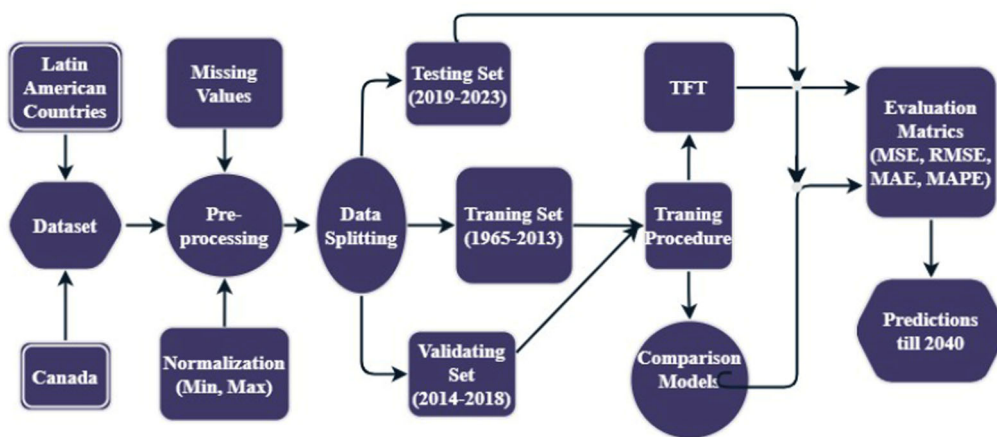 Latin
American
Countries
Missing
Values
Testing Set
(2019-2023)
TFT
Evaluation
Matrics
(MSE, RMSE,
MAE, MAPE)
Dataset
Pre-
processing
Data
Splitting
Traning Set
(1965-2013)
Traning
Procedure
Canada
Normalization
(Min, Max)
Validating
Set
(2014-2018)
Comparison
Models
Predictions
till 2040